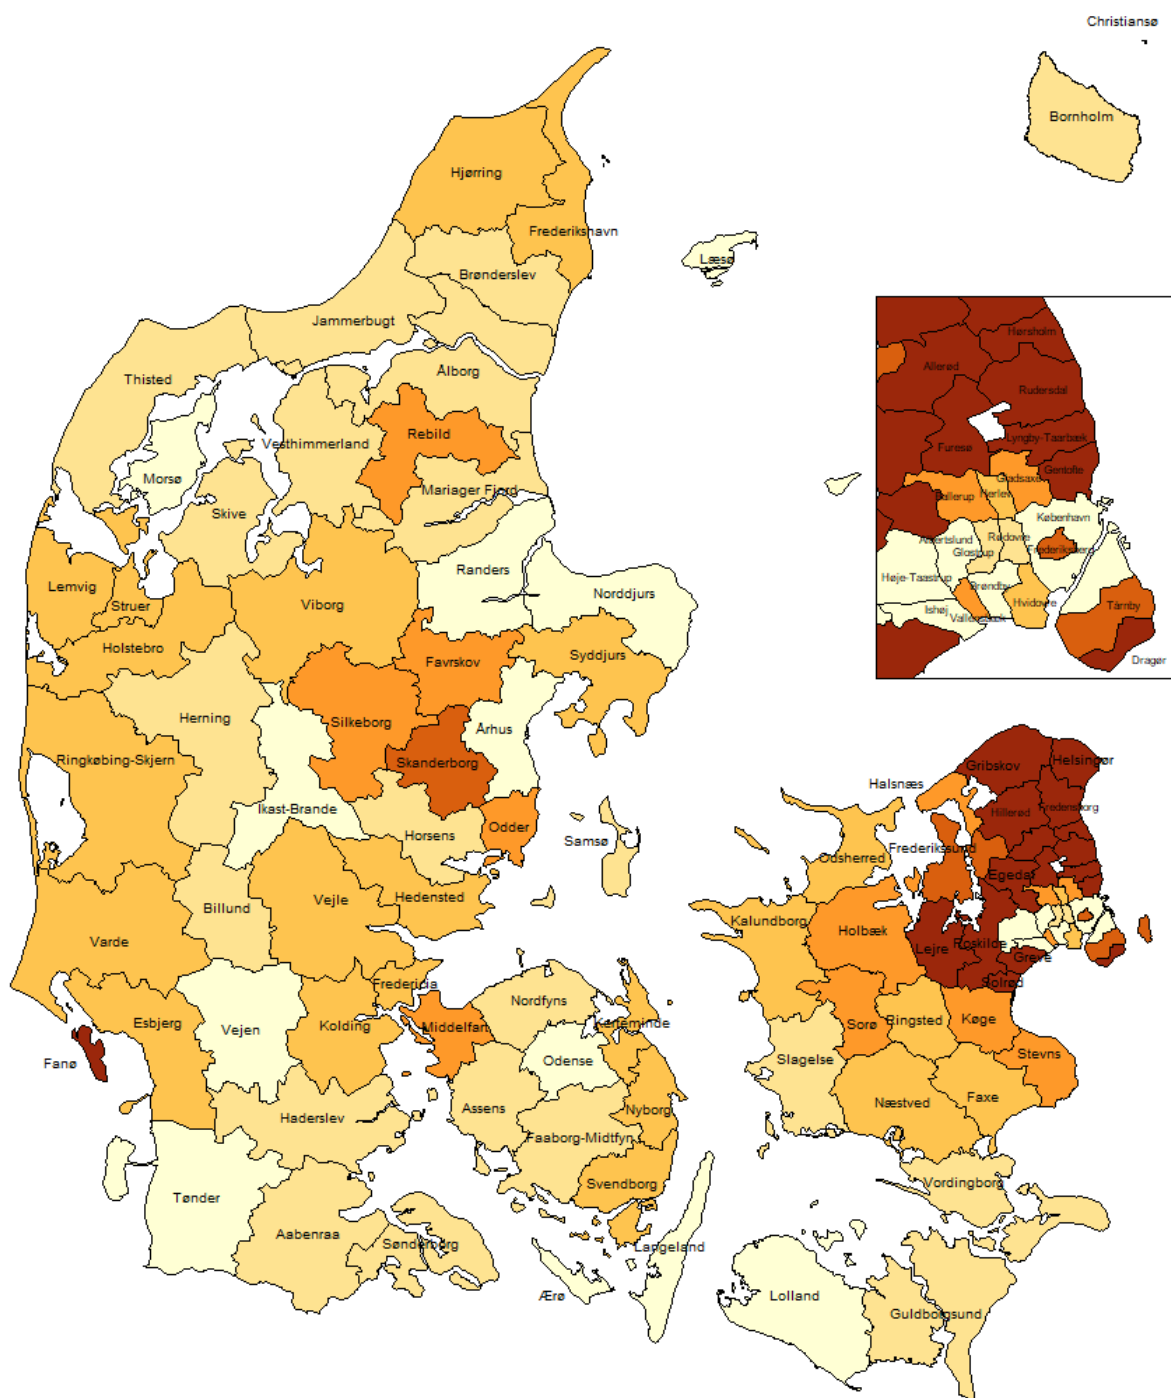 Christiansø
Bornholm
Hjørring
Frederikshavn
Læsø
Brønderslev
Jammerbugt
Thisted
Ålborg
Rebild
Vesthimmerland
Morsø
Mariager Fjord
Skive
Randers
Norddjurs
Lemvig
Struer
Viborg
Holstebro
Favrskov
Syddjurs
Herning
Silkeborg
Århus
Ringkøbing-Skjern
Skanderborg
Ikast-Brande
Odder
Horsens
Samsø
Billund
Vejle
Hedensted
Varde
Fredericia
Esbjerg
Vejen
Kolding
Middelfart
Nordfyns
Kerteminde
Fanø
Odense
Haderslev
Assens
Nyborg
Faaborg-Midtfyn
Svendborg
Tønder
Aabenraa
Sønderborg
Langeland
Ærø
Hørsholm
Allerød
Rudersdal
Lyngby-Taarbæk
Furesø
Gentofte
Gladsaxe
Ballerup
Herlev
København
Albertslund
Rødovre
Glostrup
Frederiksberg
Høje-Taastrup
Brøndby
Hvidovre
Ishøj
Vallensbæk
Tårnby
Dragør
Gribskov
Helsingør
Halsnæs
Hillerød
Fredensborg
Frederikssund
Odsherred
Egedal
Kalundborg
Holbæk
Lejre
Roskilde
Greve
Solrød
Sorø
Ringsted
Køge
Stevns
Slagelse
Næstved
Faxe
Vordingborg
Lolland
Guldborgsund